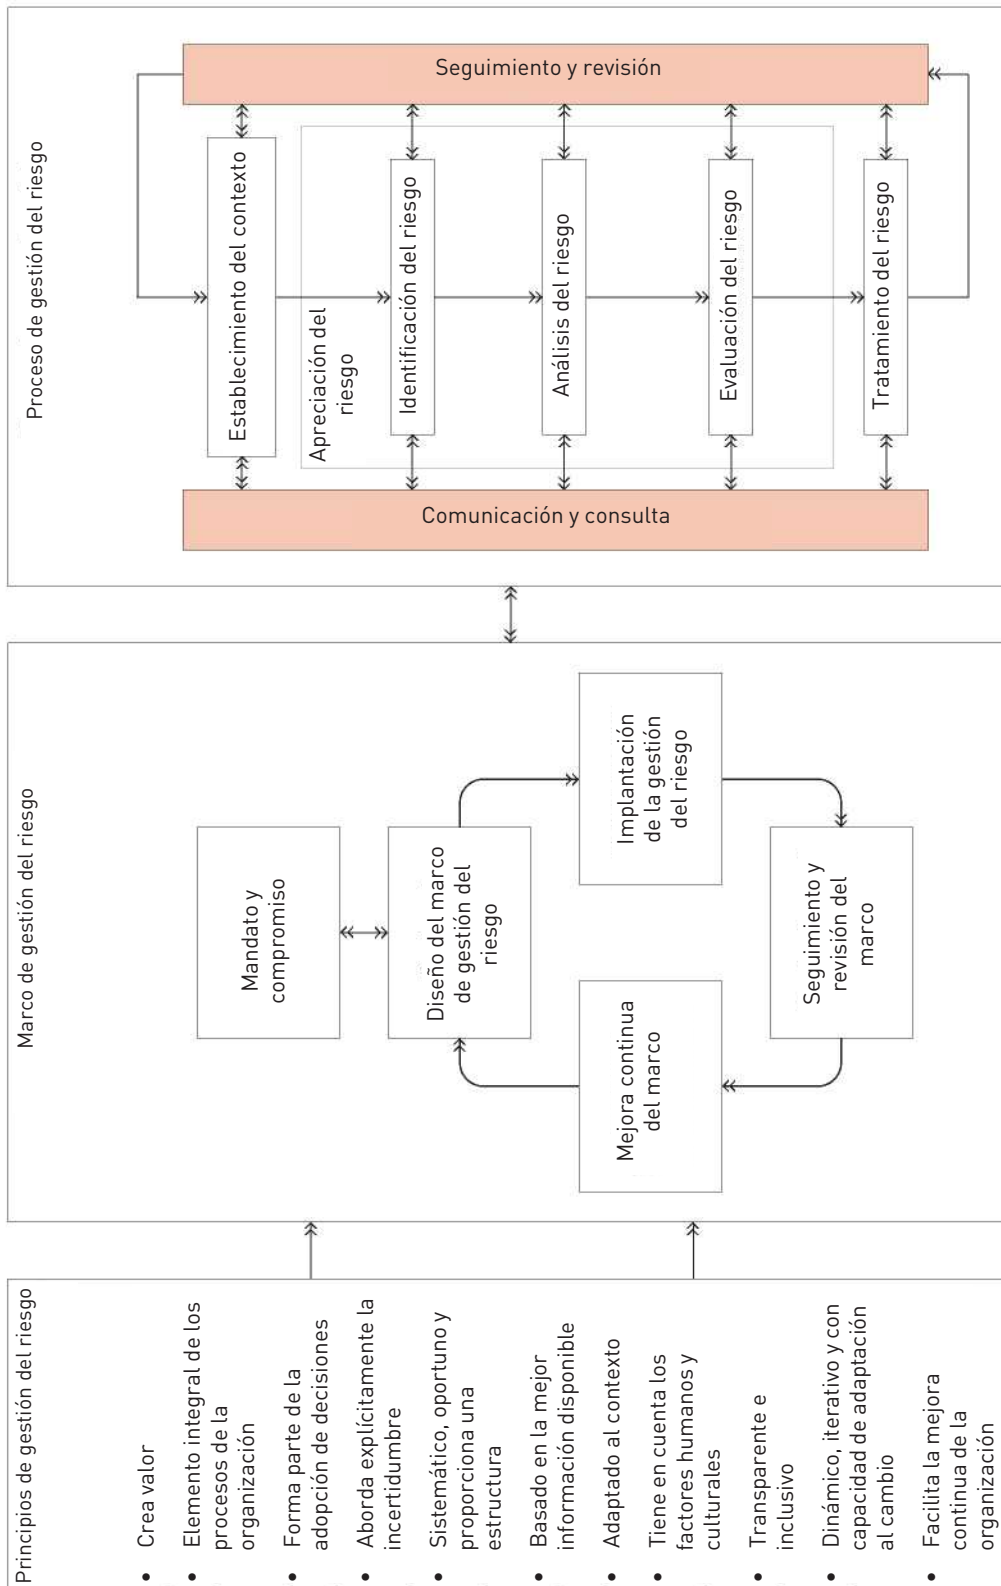 Principios de gestión del riesgo
• Crea valor
• Elemento integral de los
procesos de la
organización
• Forma parte de la
adopción de decisiones
• Aborda explícitamente la
incertidumbre
• Sistemático, oportuno y
proporciona una
estructura
• Basado en la mejor
información disponible
• Adaptado al contexto
• Tiene en cuenta los
factores humanos y
culturales
• Transparente e
inclusivo
• Dinámico, iterativo y con
capacidad de adaptación
al cambio
• Facilita la mejora
continua de la
organización
Marco de gestión del riesgo
Mandato y
compromiso
Diseño del marco
de gestión del
riesgo
Implantación
de la gestión
del riesgo
Seguimiento y
revisión del
marco
Mejora continua
del marco
Proceso de gestión del riesgo
Comunicación y consulta
Establecimiento del contexto
Apreciación del
riesgo
Identificación del riesgo
Análisis del riesgo
Evaluación del riesgo
Tratamiento del riesgo
Seguimiento y revisión